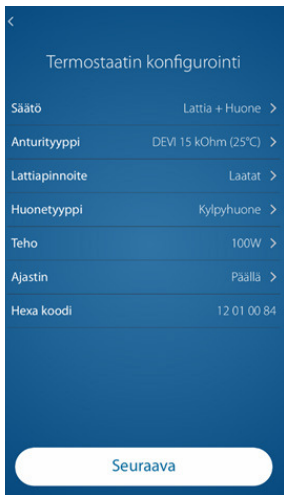 Termostaatin konfigurointi
Säätö Lattia + Huone
Anturityyppi DEVI 15 kOhm (25°C)
Lattiapinnoite Laatat
Huonetyyppi Kylpyhuone
Teho 100W
Ajastin Päällä
Hexa koodi 12 01 00 84
Seuraava